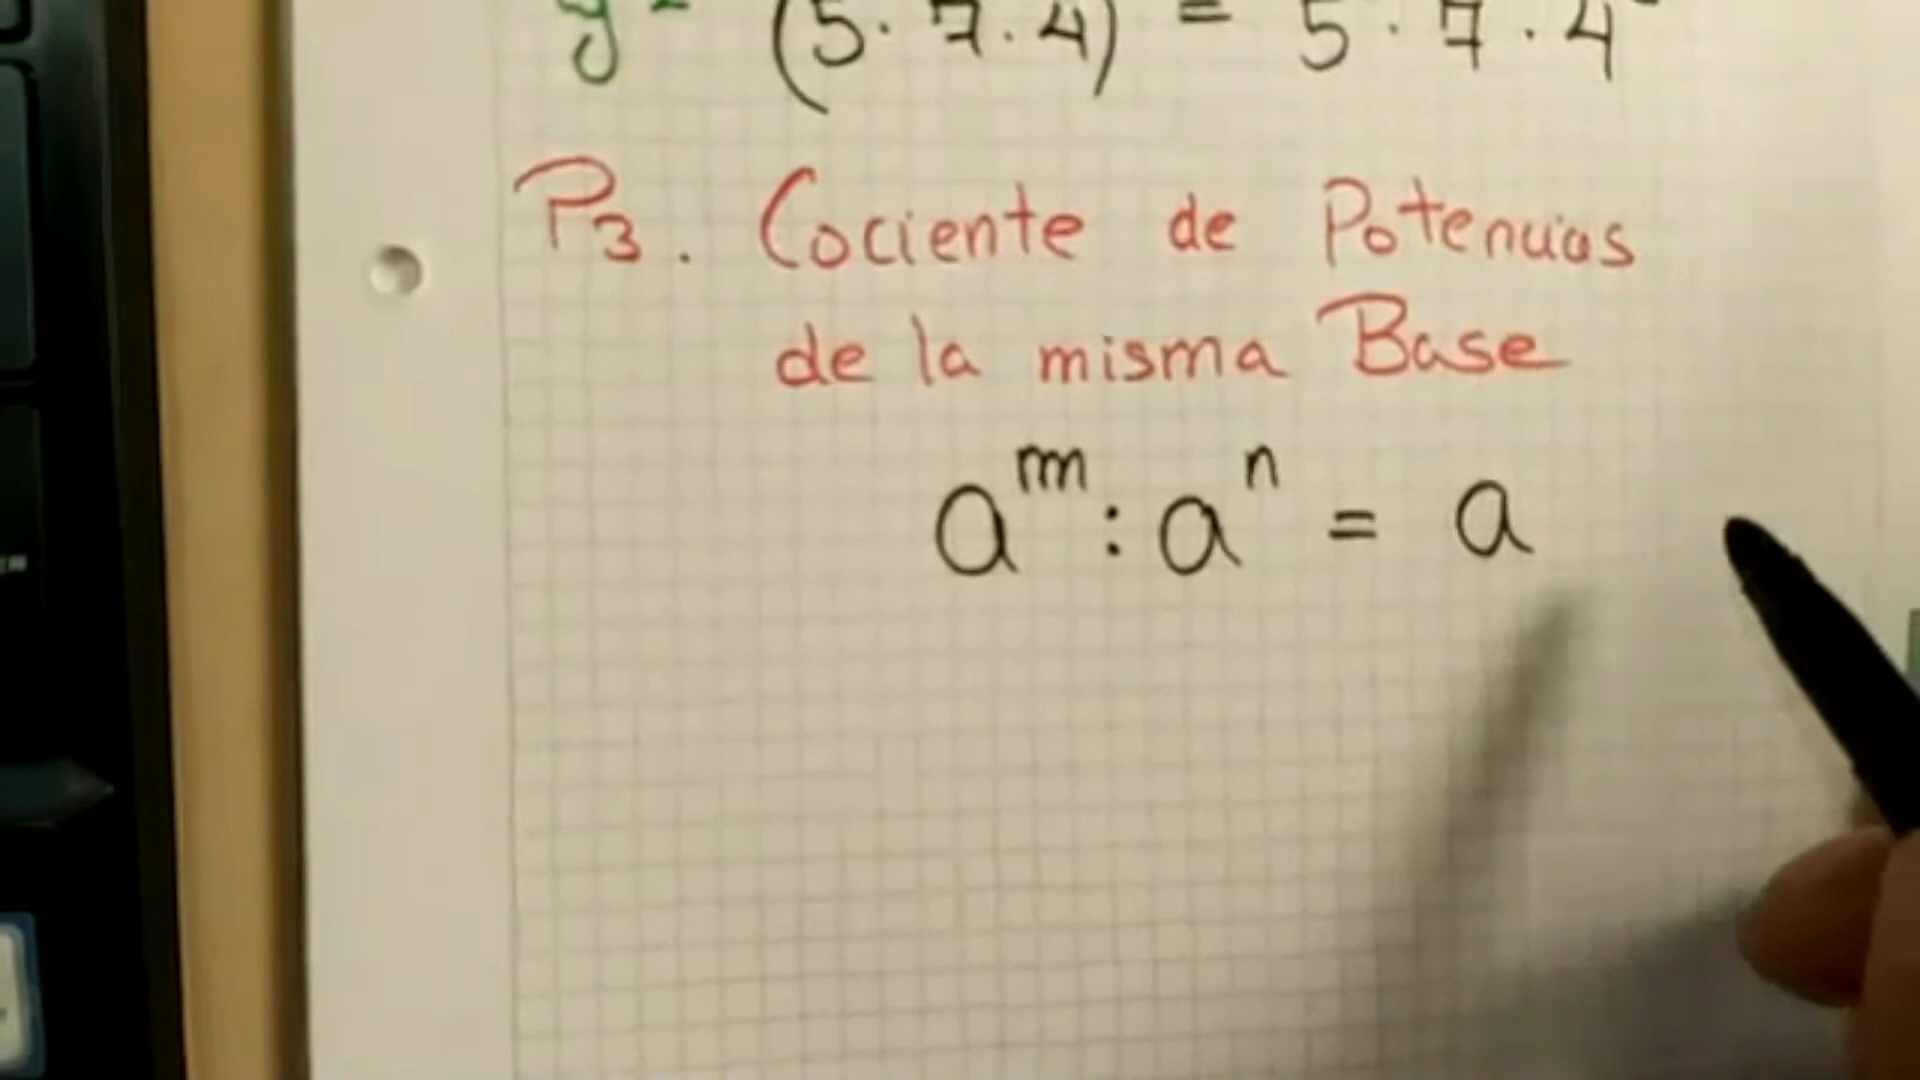 (5 · 7 · 4) = 5 · 7 · 4
P3. Cociente de Potencias
de la misma Base
a^m : a^n = a